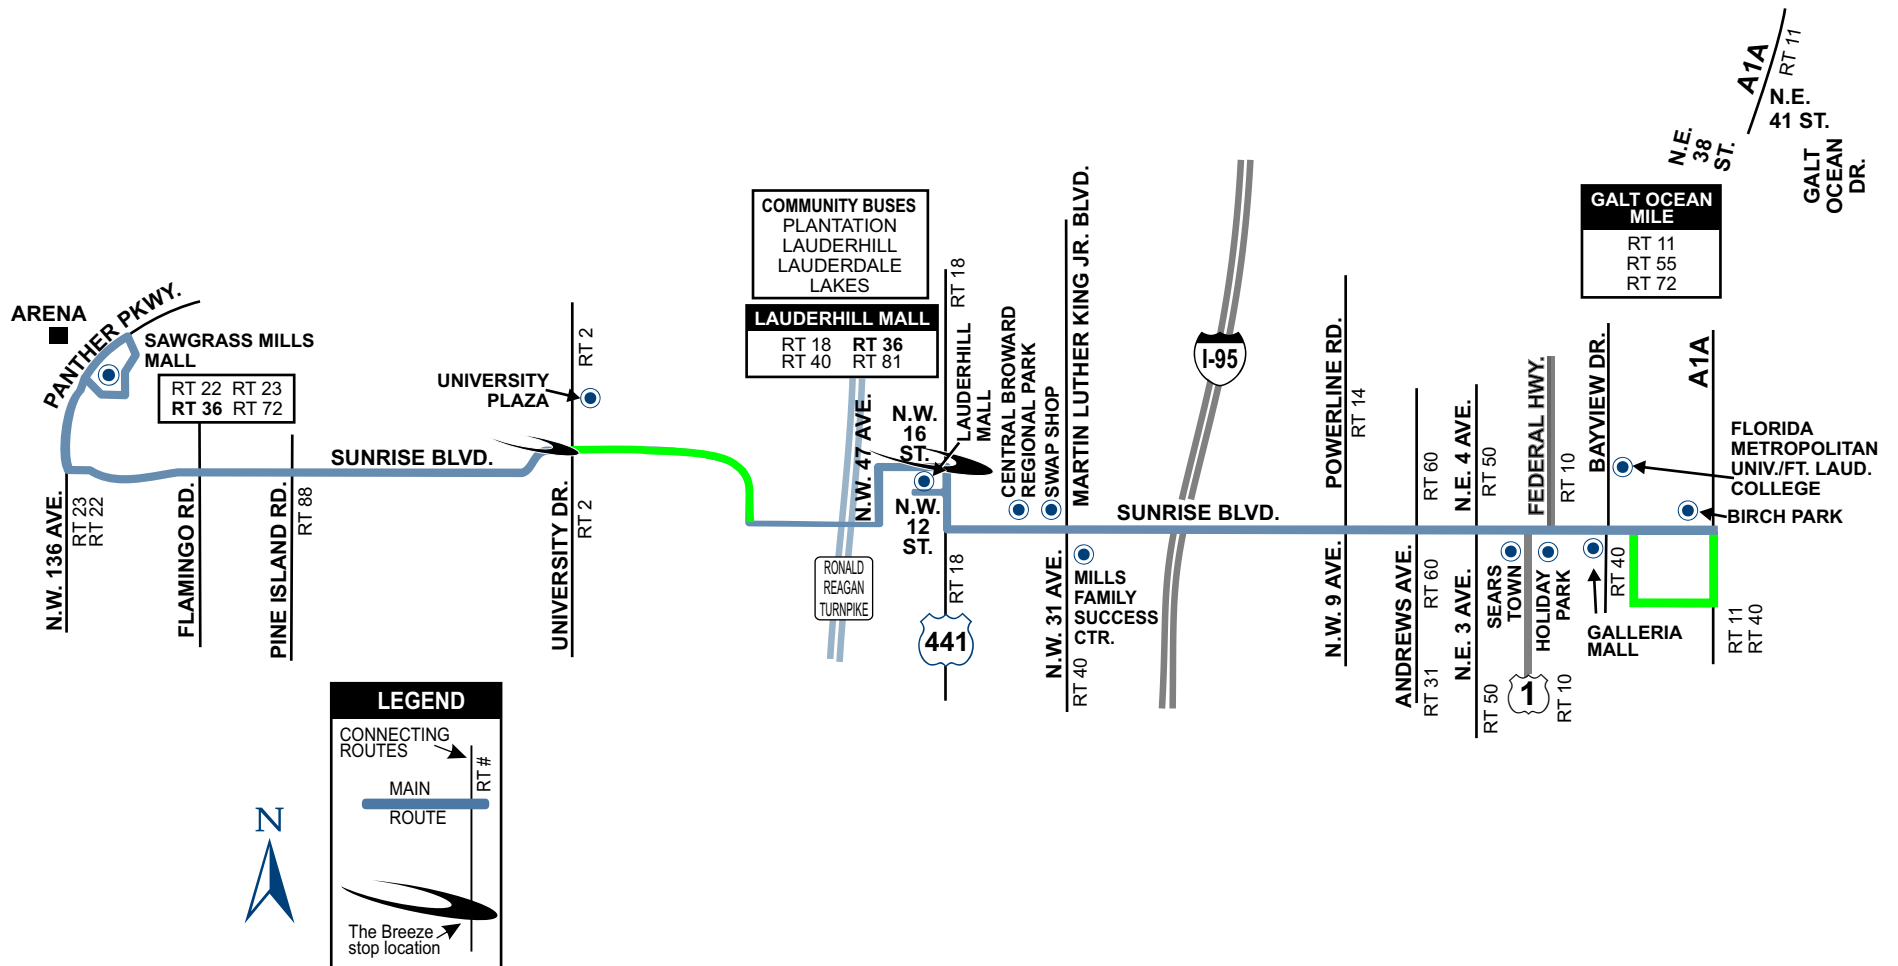 A1A
RT 11
N.E.
41 ST.
N.E.
38
ST.
GALT
OCEAN
DR.
GALT OCEAN
MILE
RT 11
RT 55
RT 72
COMMUNITY BUSES
PLANTATION
LAUDERHILL
LAUDERDALE
LAKES
LAUDERHILL MALL
RT 18 RT 36
RT 40 RT 81
ARENA
PANTHER PKWY.
SAWGRASS MILLS
MALL
RT 22 RT 23
RT 36 RT 72
UNIVERSITY
PLAZA
RT 2
SUNRISE BLVD.
N.W. 136 AVE.
RT 23
RT 22
FLAMINGO RD.
PINE ISLAND RD.
RT 88
UNIVERSITY DR.
RT 2
N.W. 47 AVE.
N.W.
16
ST.
N.W.
12
ST.
RT 18
LAUDERHILL
MALL
RONALD
REAGAN
TURNPIKE
RT 18
441
CENTRAL BROWARD
REGIONAL PARK
SWAP SHOP
MARTIN LUTHER KING JR. BLVD.
N.W. 31 AVE.
RT 40
MILLS
FAMILY
SUCCESS
CTR.
I-95
SUNRISE BLVD.
POWERLINE RD.
RT 14
N.W. 9 AVE.
RT 60
ANDREWS AVE.
RT 60
RT 31
N.E. 4 AVE.
RT 50
N.E. 3 AVE.
RT 50
SEARS
TOWN
FEDERAL HWY.
RT 10
HOLIDAY
PARK
1
RT 10
BAYVIEW DR.
RT 40
GALLERIA
MALL
A1A
FLORIDA
METROPOLITAN
UNIV./FT. LAUD.
COLLEGE
BIRCH PARK
RT 11
RT 40
LEGEND
CONNECTING
ROUTES
RT #
MAIN
ROUTE
The Breeze
stop location
N